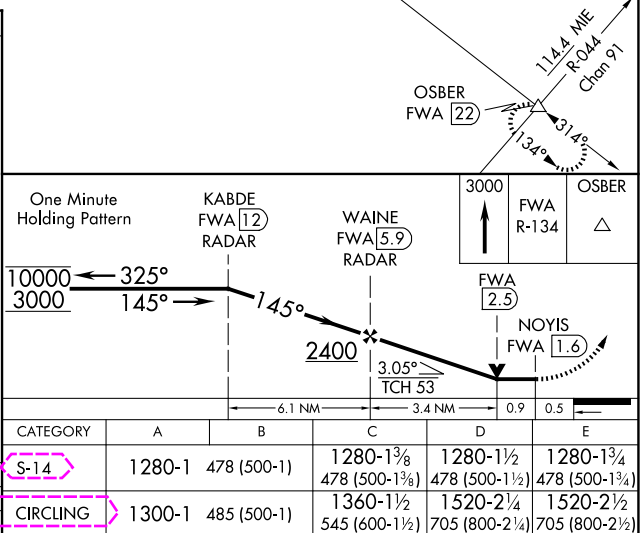 114.4 MIE
R-044
Chan 91
OSBER
FWA 22
314°
134°
One Minute
Holding Pattern
KABDE
FWA 12
RADAR
WAINE
FWA 5.9
RADAR
3000
FWA
R-134
OSBER
10000
3000
325°
145°
145°
2400
3.05°
TCH 53
FWA
2.5
NOYIS
FWA 1.6
6.1 NM
3.4 NM
0.9
0.5
CATEGORY A B C D E
S-14 1280-1 478 (500-1) 1280-1⅜ 1280-1½ 1280-1¾
478 (500-1⅜) 478 (500-1½) 478 (500-1¾)
CIRCLING 1300-1 485 (500-1) 1360-1½ 1520-2¼ 1520-2½
545 (600-1½) 705 (800-2¼) 705 (800-2½)